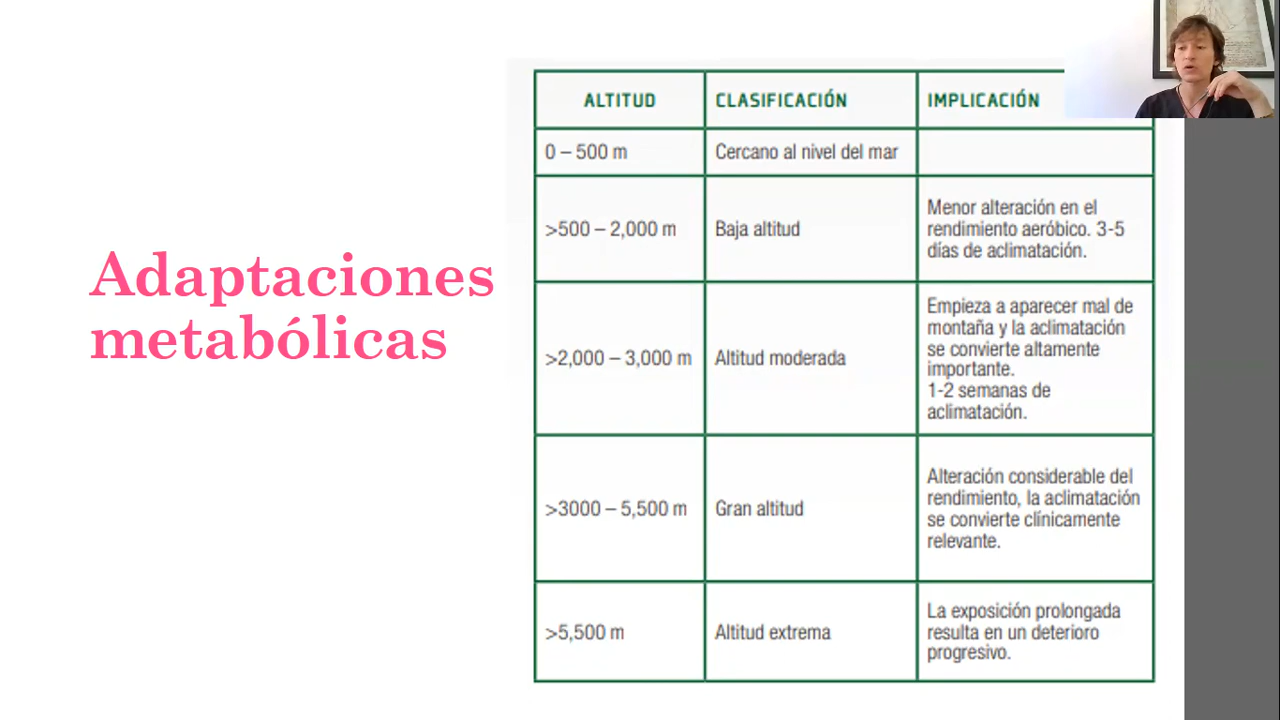 Adaptaciones
metabólicas
ALTITUD CLASIFICACIÓN IMPLICACIÓN
0 – 500 m Cercano al nivel del mar
>500 – 2,000 m Baja altitud Menor alteración en el
rendimiento aeróbico. 3-5
días de aclimatación.
>2,000 – 3,000 m Altitud moderada Empieza a aparecer mal de
montaña y la aclimatación
se convierte altamente
importante.
1-2 semanas de
aclimatación.
>3000 – 5,500 m Gran altitud Alteración considerable del
rendimiento, la aclimatación
se convierte clínicamente
relevante.
>5,500 m Altitud extrema La exposición prolongada
resulta en un deterioro
progresivo.